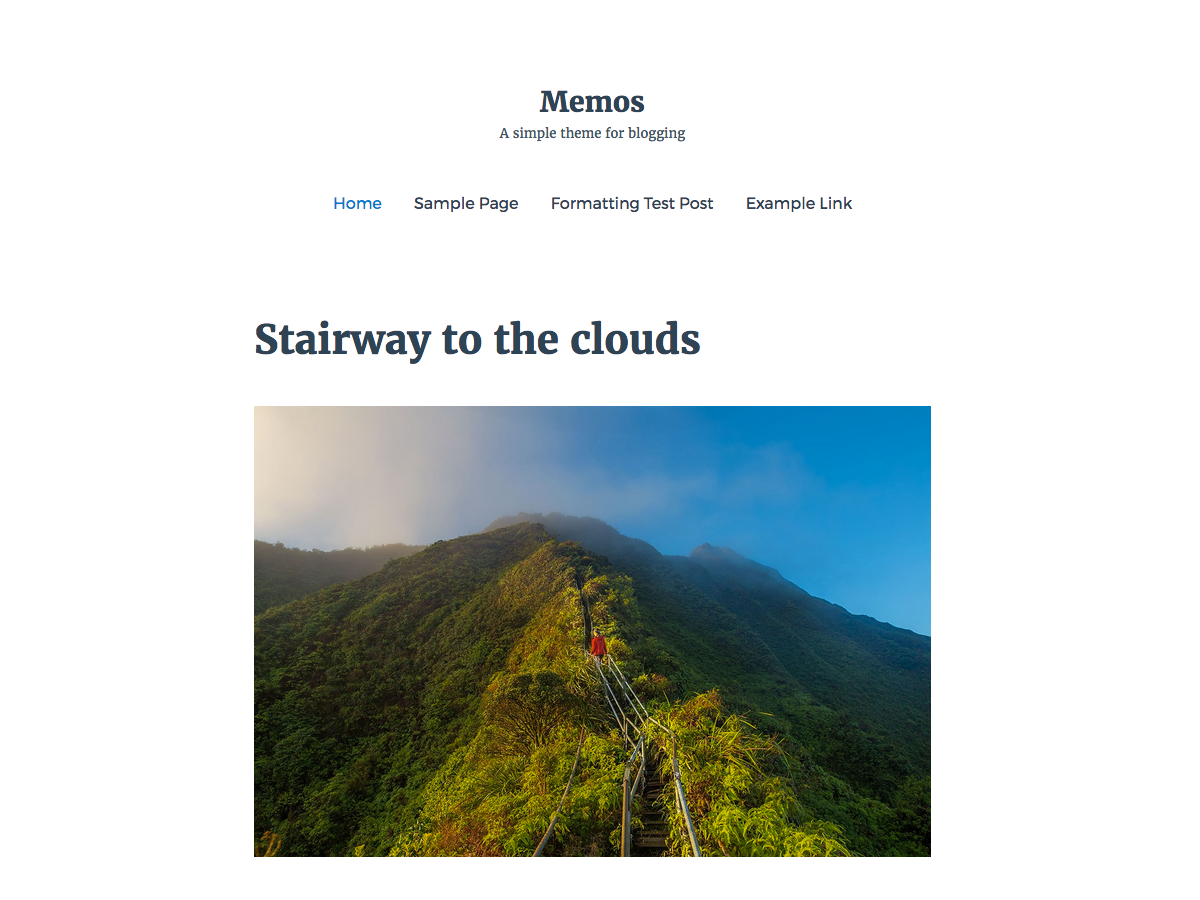 Memos
A simple theme for blogging
Home Sample Page Formatting Test Post Example Link
Stairway to the clouds